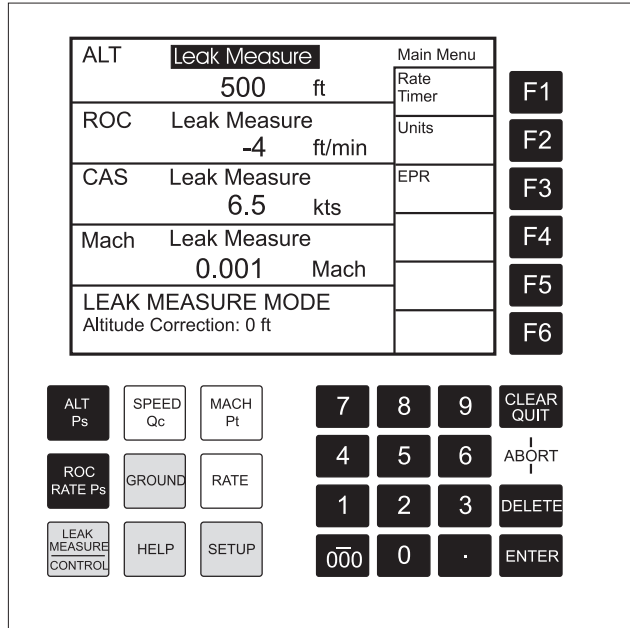 ALT Leak Measure Main Menu
500 ft
Rate
Timer
F1
ROC Leak Measure
-4 ft/min
Units
F2
CAS Leak Measure
6.5 kts
EPR
F3
Mach Leak Measure
0.001 Mach
F4
LEAK MEASURE MODE
Altitude Correction: 0 ft
F5
F6
ALT
Ps
SPEED
Qc
MACH
Pt
7 8 9
CLEAR
QUIT
4 5 6
ABORT
ROC
RATE Ps
GROUND
RATE
1 2 3
DELETE
LEAK
MEASURE
CONTROL
HELP
SETUP
000 0 .
ENTER